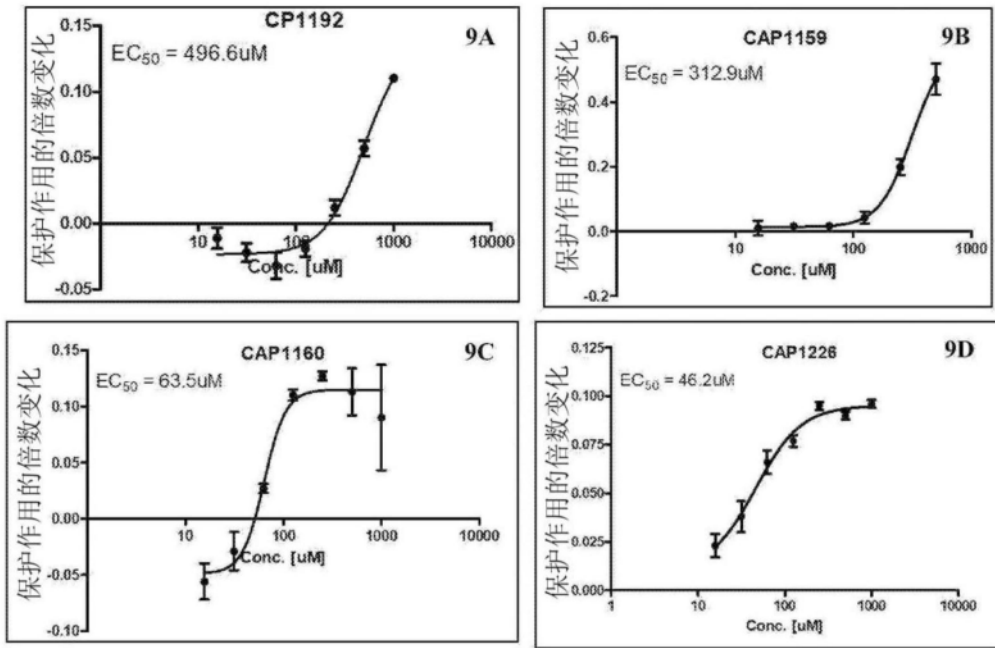 CP1192
9A
EC50 = 496.6uM
保护作用的倍数变化
0.15
0.10
0.05
0.00
-0.05
10
100
1000
10000
Conc. [uM]
CAP1159
9B
EC50 = 312.9uM
保护作用的倍数变化
0.6
0.4
0.2
0.0
-0.2
10
100
1000
Conc. [uM]
CAP1160
9C
EC50 = 63.5uM
保护作用的倍数变化
0.15
0.10
0.05
0.00
-0.05
-0.10
10
100
1000
10000
Conc. [uM]
CAP1226
9D
EC50 = 46.2uM
保护作用的倍数变化
0.125
0.100
0.075
0.050
0.025
0.000
1
10
100
1000
10000
Conc. [uM]